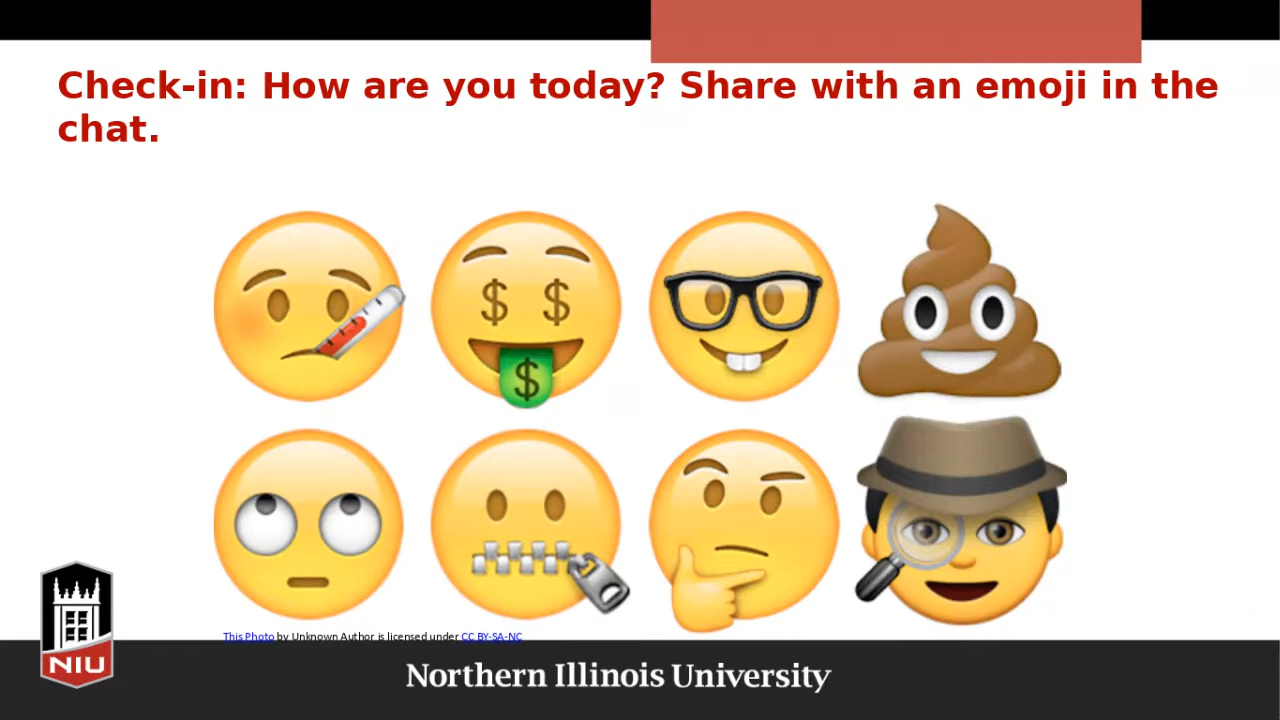 Check-in: How are you today? Share with an emoji in the
chat.
$ $
$
This Photo by Unknown Author is licensed under CC BY-SA-NC
NIU
Northern Illinois University